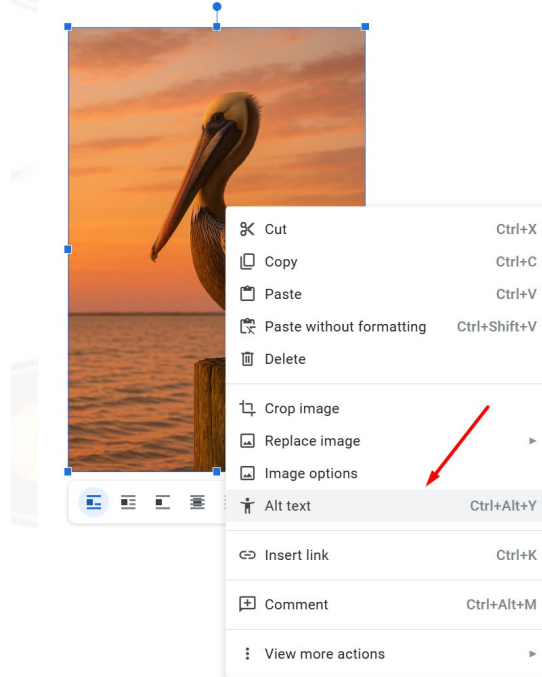 Cut Ctrl+X
Copy Ctrl+C
Paste Ctrl+V
Paste without formatting Ctrl+Shift+V
Delete
Crop image
Replace image
Image options
Alt text Ctrl+Alt+Y
Insert link Ctrl+K
Comment Ctrl+Alt+M
View more actions